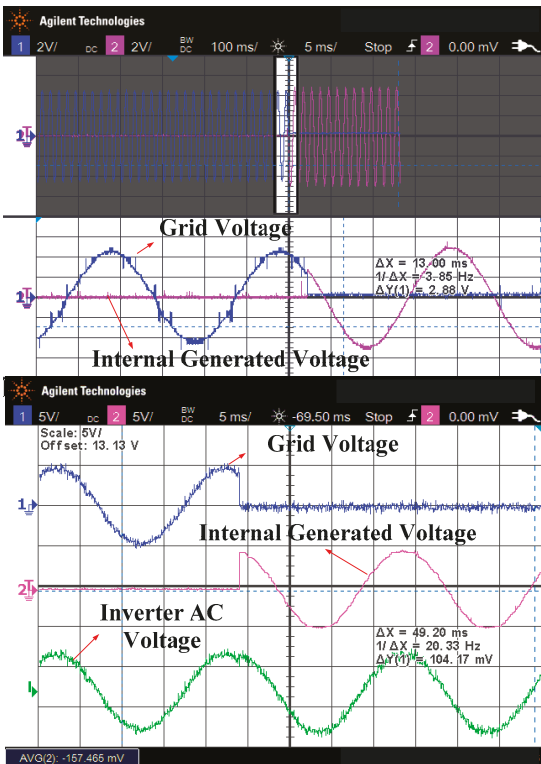 Agilent Technologies
1 2V/ DC 2 2V/ BW DC 100 ms/ 5 ms/ Stop 2 0.00 mV
Grid Voltage
ΔX = 13.00 ms
1/ΔX = 3.85 Hz
ΔY(1) = 2.88 V
Internal Generated Voltage
Agilent Technologies
1 5V/ DC 2 5V/ BW DC 5 ms/ -69.50 ms Stop 2 0.00 mV
Scale: 5V/
Offset: 13.13 V
Grid Voltage
1
Internal Generated Voltage
2
Inverter AC
Voltage
ΔX = 49.20 ms
1/ΔX = 20.33 Hz
ΔY(1) = 104.17 mV
AVG(2): -157.465 mV